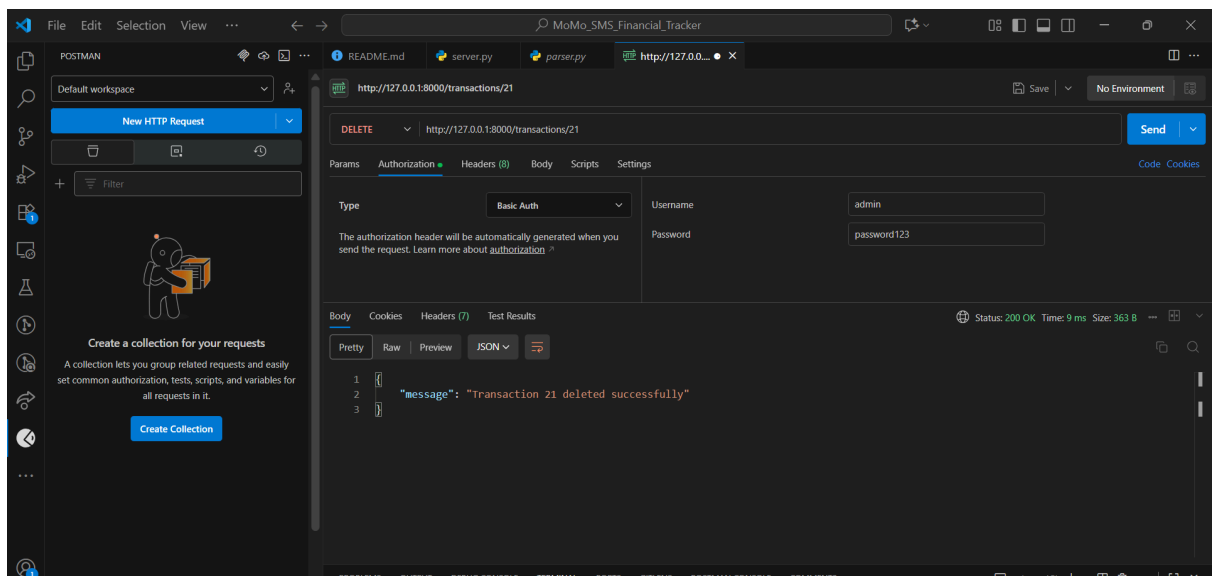 File Edit Selection View ··· MoMo_SMS_Financial_Tracker
POSTMAN
README.md server.py parser.py HTTP http://127.0.0....
Default workspace
New HTTP Request
Filter
Create a collection for your requests
A collection lets you group related requests and easily
set common authorization, tests, scripts, and variables for
all requests in it.
Create Collection
HTTP http://127.0.0.1:8000/transactions/21 Save No Environment
DELETE http://127.0.0.1:8000/transactions/21 Send
Params Authorization Headers (8) Body Scripts Settings Code Cookies
Type Basic Auth Username admin
The authorization header will be automatically generated when you
send the request. Learn more about authorization
Password password123
Body Cookies Headers (7) Test Results Status: 200 OK Time: 9 ms Size: 363 B
Pretty Raw Preview JSON
1 {
2 "message": "Transaction 21 deleted successfully"
3 }
1
1